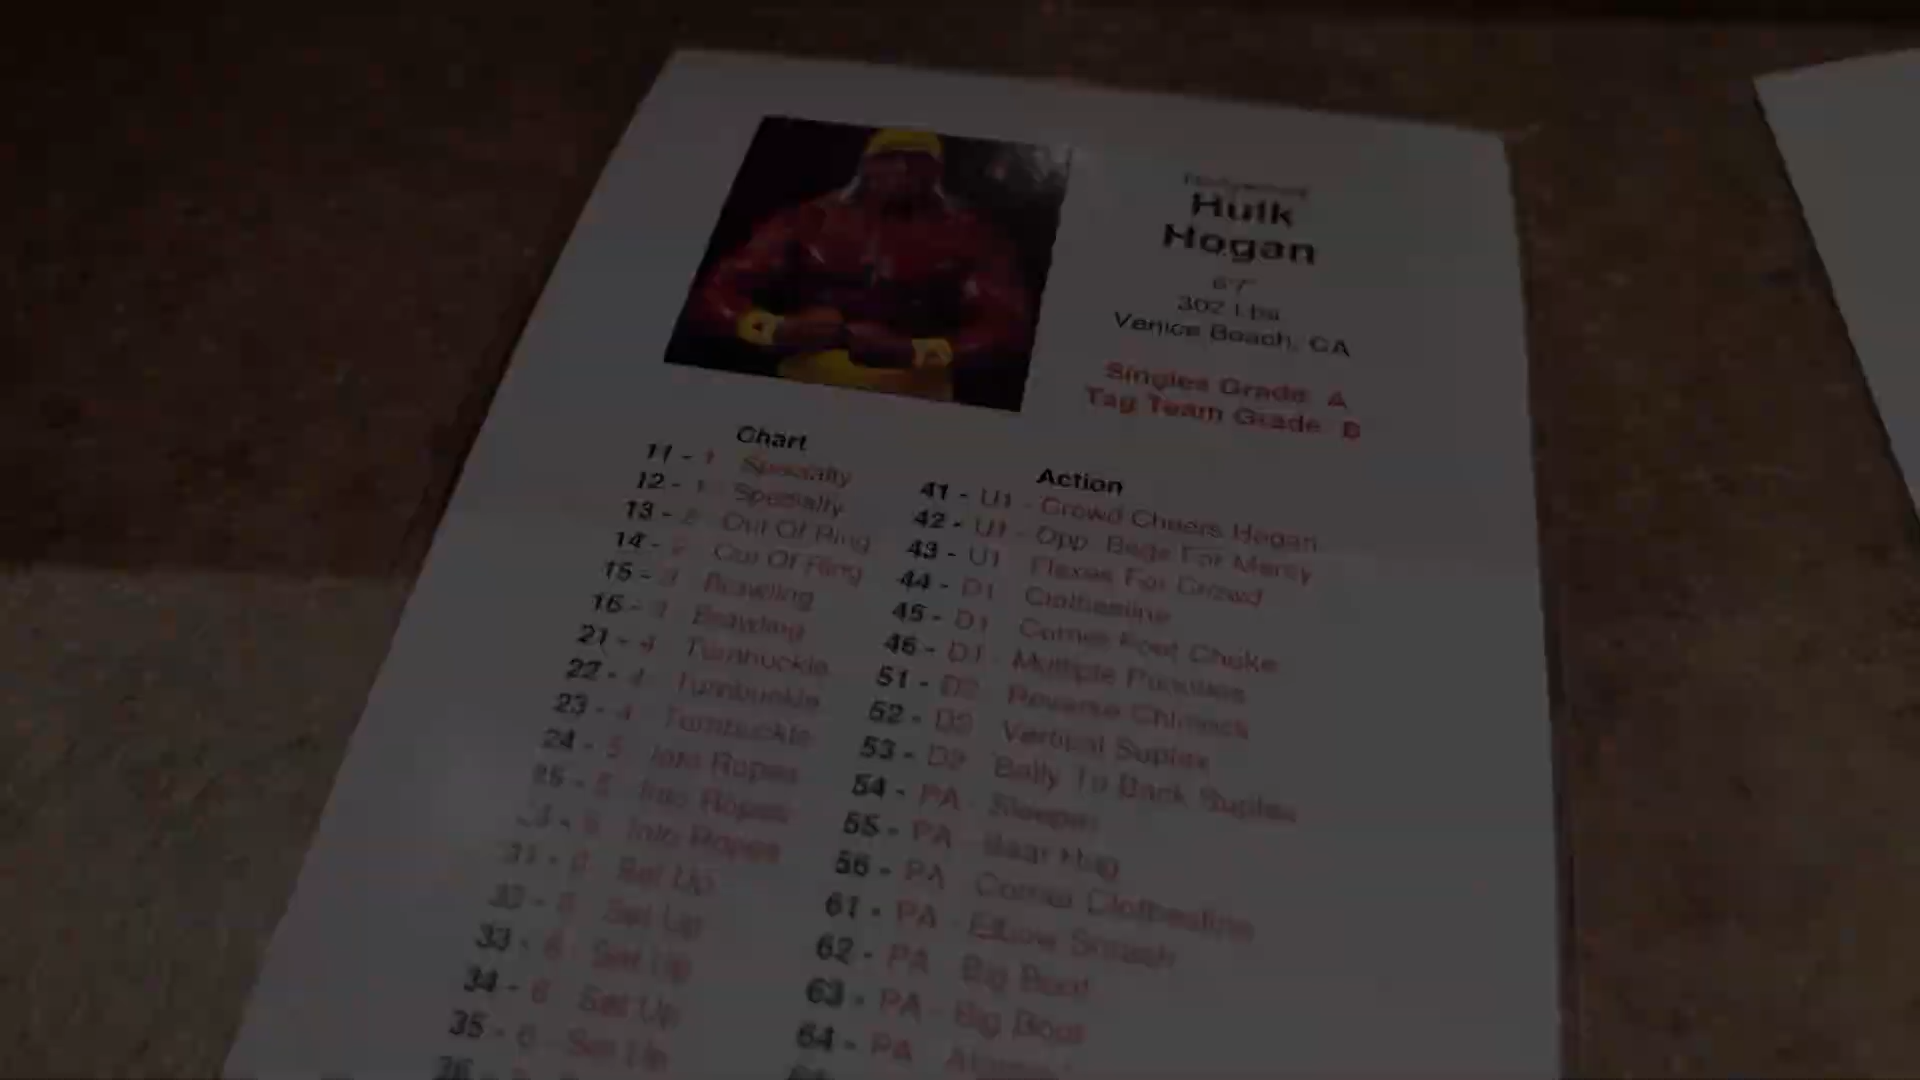 Hulk
Hogan
6'7"
302 Lbs
Venice Beach, CA
Singles Grade: A
Tag Team Grade: B
Chart
11 - 1 Specialty
12 - 1 Specialty
13 - 2 Out Of Ring
14 - 2 Out Of Ring
15 - 3 Brawling
16 - 3 Brawling
21 - 4 Turnbuckle
22 - 4 Turnbuckle
23 - 4 Turnbuckle
24 - 5 Into Ropes
25 - 5 Into Ropes
5 Into Ropes
Set Up
Set Up
33 - 6 Set Up
34 - 6 Set Up
35 - 6 Set Up
36
Action
41 - U1 - Crowd Cheers Hogan
42 - U1 - Opp. Begs For Mercy
43 - U1 Flexes For Crowd
44 - D1 Clothesline
45 - D1 Corner Foot Choke
46 - D1 - Multiple Punches
51 - D2 Reverse Chinlock
52 - D2 Vertical Suplex
53 - D2 Belly To Back Suplex
54 - PA - Sleeper
55 - PA - Bear Hug
56 - PA Corner Clothesline
61 - PA - Elbow Smash
62 - PA Big Boot
63 - PA - Big Boot
64 - PA